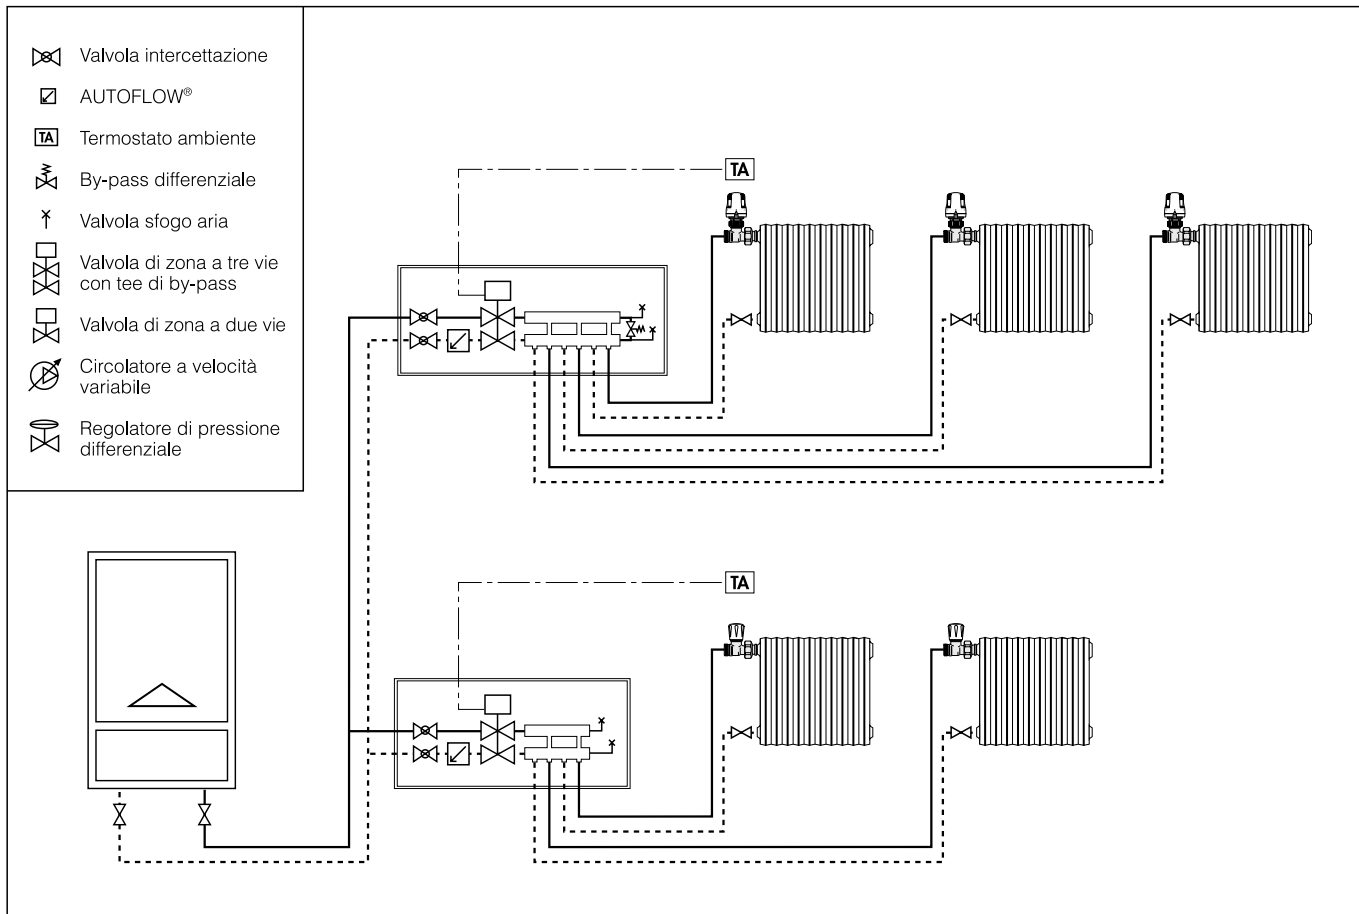 Valvola intercettazione
AUTOFLOW®
TA Termostato ambiente
By-pass differenziale
Valvola sfogo aria
Valvola di zona a tre vie
con tee di by-pass
Valvola di zona a due vie
Circolatore a velocità
variabile
Regolatore di pressione
differenziale
TA
TA